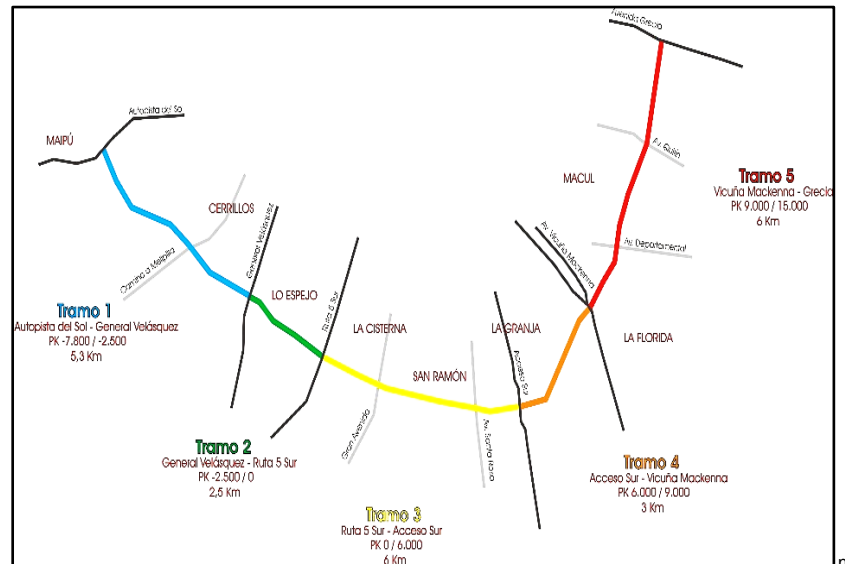 Avenida Grecia
Autopista del Sol
MAIPÚ
Av. Quilín
MACUL
Tramo 5
Vicuña Mackenna - Grecia
PK 9.000 / 15.000
6 Km
CERRILLOS
General Velásquez
Av. Vicuña Mackenna
Av. Departamental
Camino a Melipilla
LO ESPEJO
Ruta 5 Sur
Tramo 1
Autopista del Sol - General Velásquez
PK -7.800 / -2.500
5,3 Km
LA CISTERNA
LA GRANJA
LA FLORIDA
Acceso Sur
SAN RAMÓN
Gran Avenida
Av. Santa Rosa
Tramo 2
General Velásquez - Ruta 5 Sur
PK -2.500 / 0
2,5 Km
Tramo 4
Acceso Sur - Vicuña Mackenna
PK 6.000 / 9.000
3 Km
Tramo 3
Ruta 5 Sur - Acceso Sur
PK 0 / 6.000
6 Km